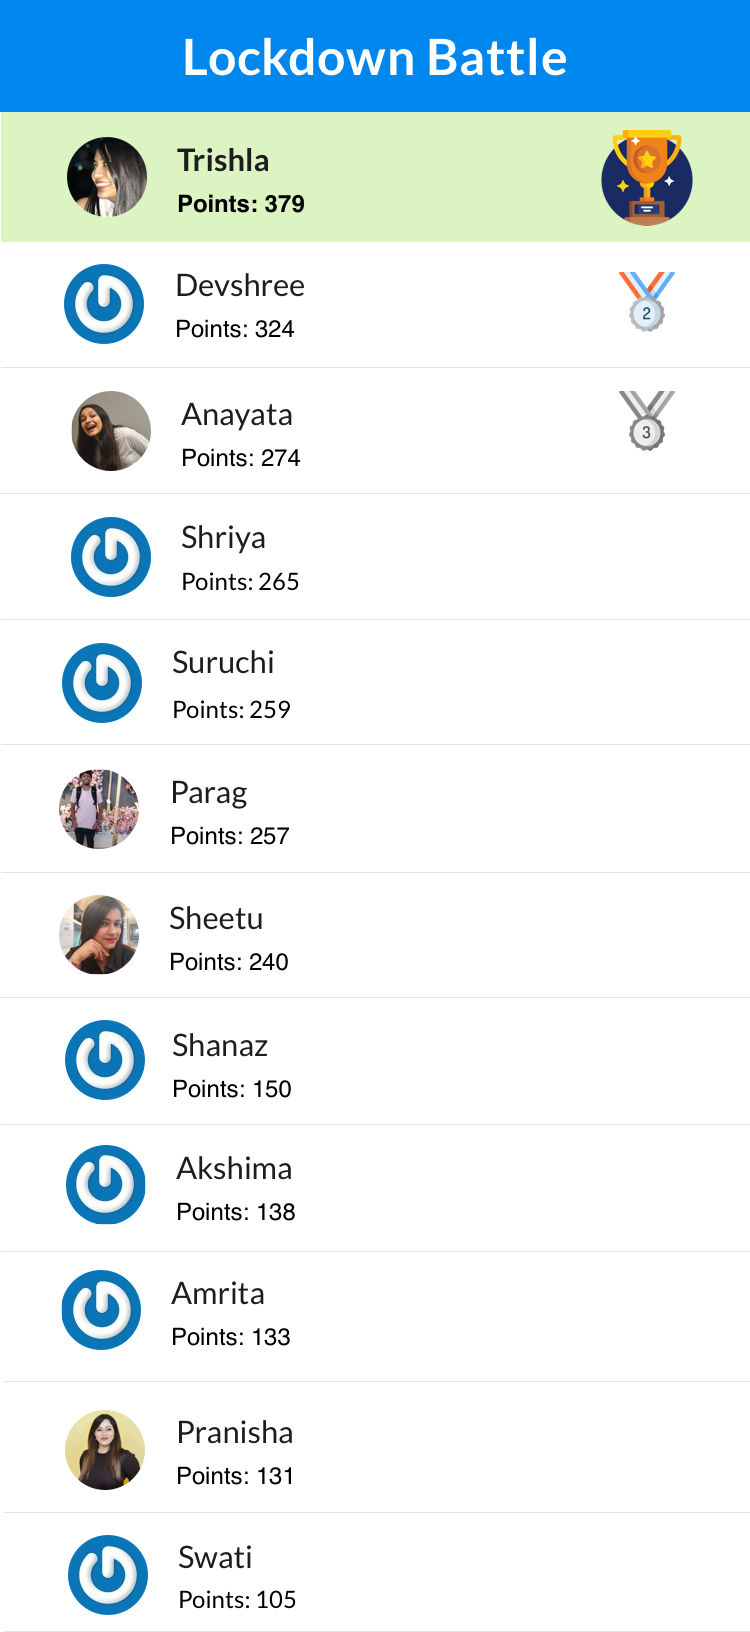 Lockdown Battle
Trishla
Points: 379
Devshree
Points: 324
2
Anayata
Points: 274
3
Shriya
Points: 265
Suruchi
Points: 259
Parag
Points: 257
Sheetu
Points: 240
Shanaz
Points: 150
Akshima
Points: 138
Amrita
Points: 133
Pranisha
Points: 131
Swati
Points: 105